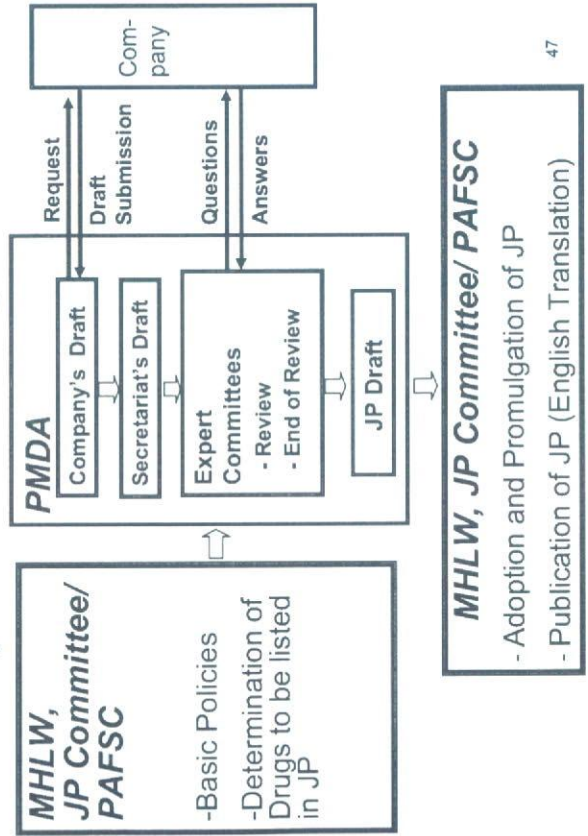 MHLW,
JP Committee/
PAFSC
-Basic Policies
-Determination of
Drugs to be listed
in JP
PMDA
Company's Draft
Secretariat's Draft
Expert
Committees
- Review
- End of Review
JP Draft
Request
Draft
Submission
Questions
Answers
Com-
pany
MHLW, JP Committee/ PAFSC
- Adoption and Promulgation of JP
- Publication of JP (English Translation)
47